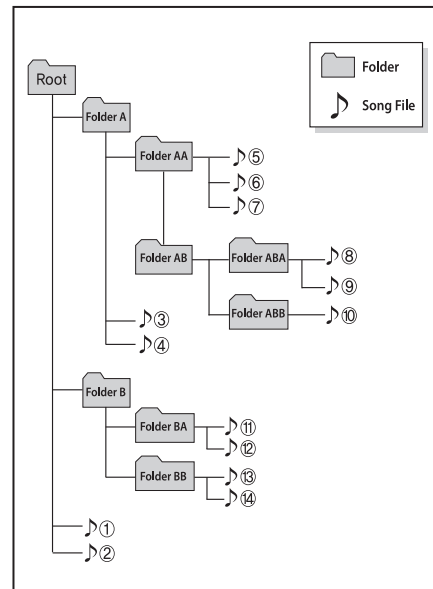 Root
Folder
Song File
Folder A
Folder AA
⑤
⑥
⑦
Folder AB
Folder ABA
⑧
⑨
Folder ABB
⑩
③
④
Folder B
Folder BA
⑪
⑫
Folder BB
⑬
⑭
①
②